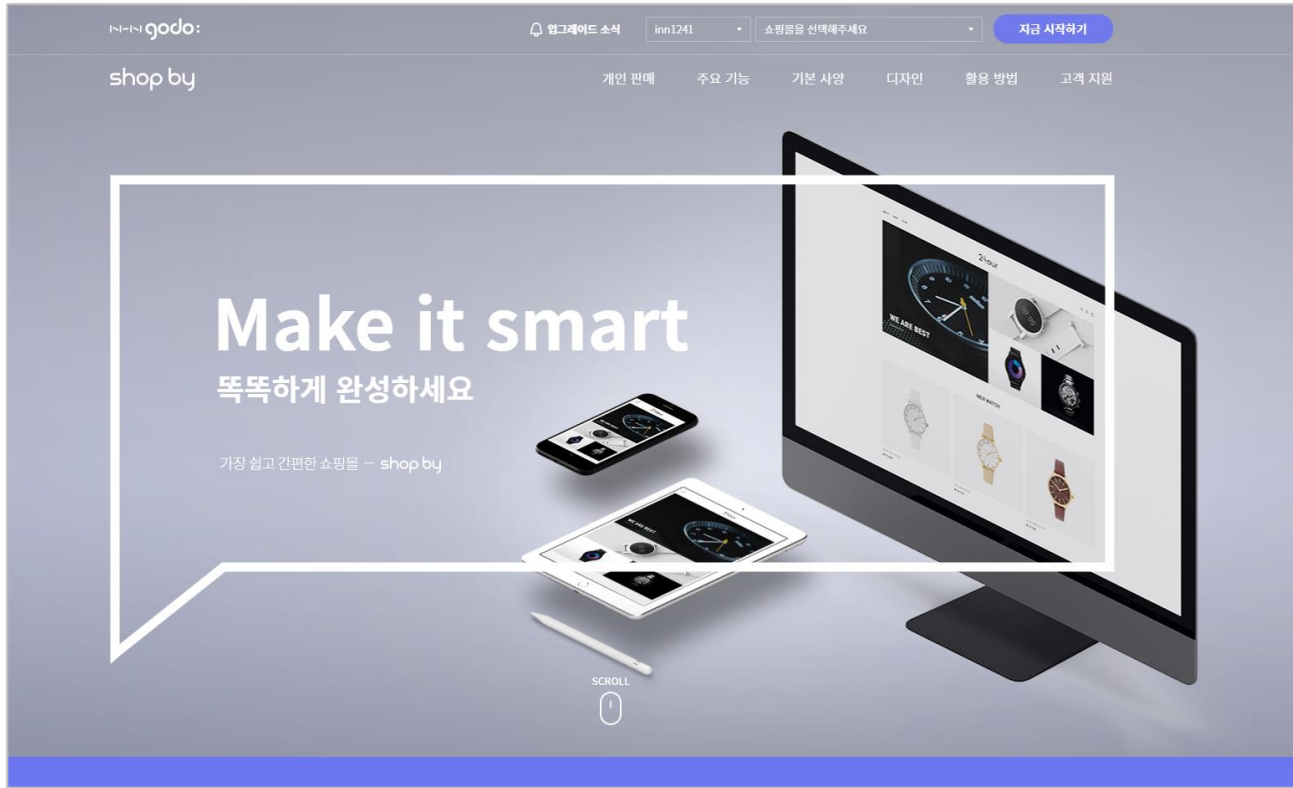 NHN godo:
업그레이드 소식
inn1241
쇼핑몰을 선택해주세요
지금 시작하기
shop by
개인 판매
주요 기능
기본 사양
디자인
활용 방법
고객 지원
24our
WE ARE BEST
NEW WATCH
Make it smart
똑똑하게 완성하세요
가장 쉽고 간편한 쇼핑몰 - shop by
WE ARE BEST
SCROLL